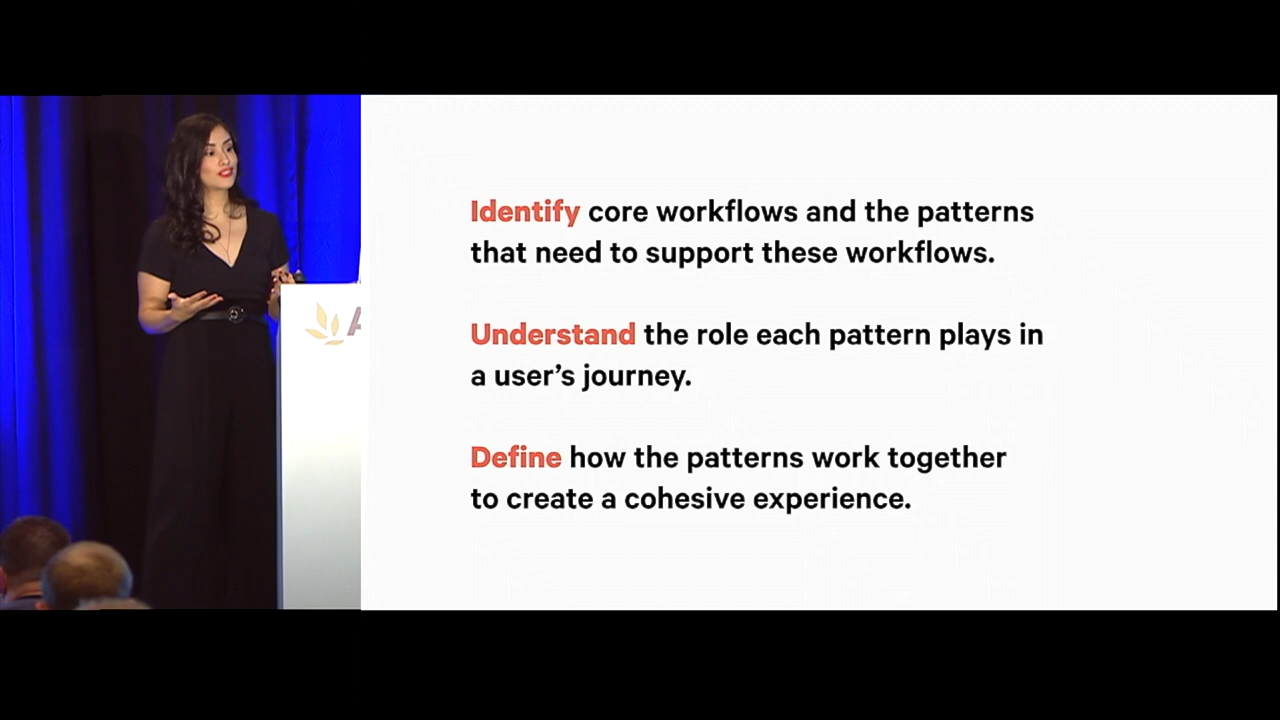 Identify core workflows and the patterns
that need to support these workflows.
Understand the role each pattern plays in
a user's journey.
Define how the patterns work together
to create a cohesive experience.